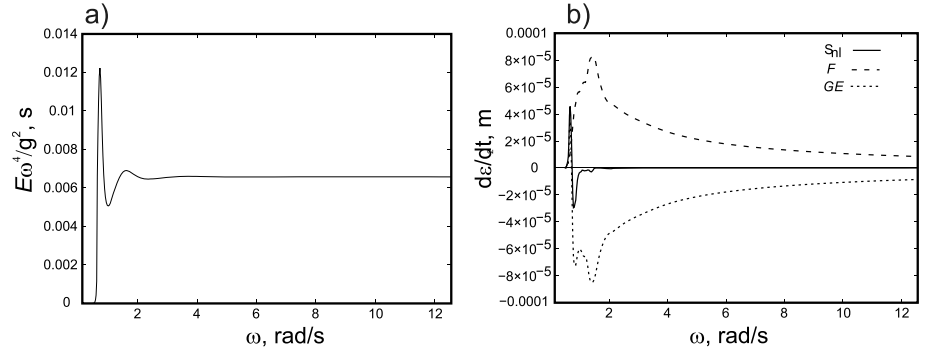 a)
0.014
0.012
0.01
0.008
0.006
0.004
0.002
0
2 4 6 8 10 12
Eω⁴/g², s
ω, rad/s
b)
0.0001
8×10⁻⁵
6×10⁻⁵
4×10⁻⁵
2×10⁻⁵
0
−2×10⁻⁵
−4×10⁻⁵
−6×10⁻⁵
−8×10⁻⁵
−0.0001
2 4 6 8 10 12
dε/dt, m
ω, rad/s
Snl
F
GE